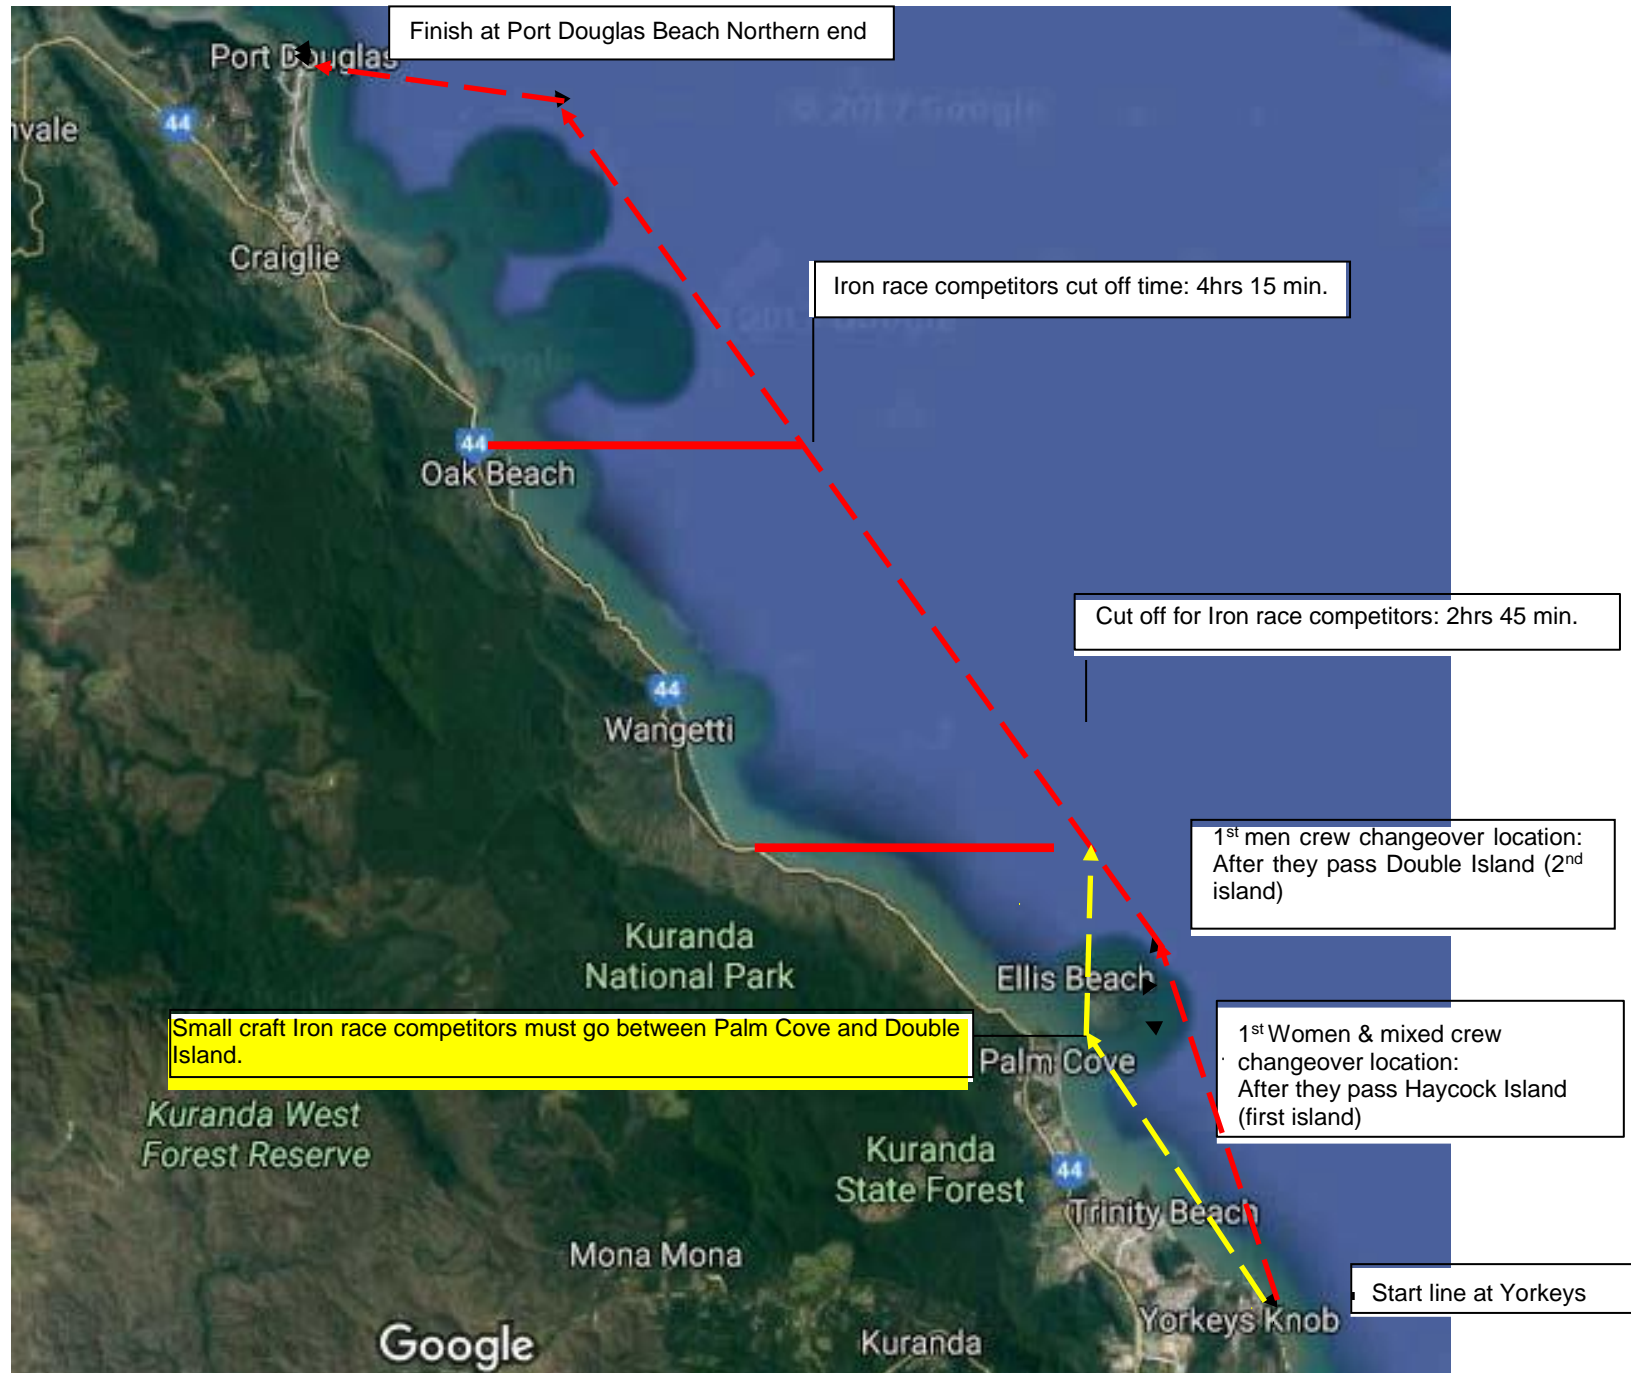 Finish at Port Douglas Beach Northern end
Port Douglas
44
vale
© 2017 Google
Craiglie
Iron race competitors cut off time: 4hrs 15 min.
2017 Google
44
Oak Beach
Cut off for Iron race competitors: 2hrs 45 min.
44
Wangetti
1st men crew changeover location:
After they pass Double Island (2nd
island)
Kuranda
National Park
Ellis Beach
Small craft Iron race competitors must go between Palm Cove and Double
Island.
1st Women & mixed crew
changeover location:
After they pass Haycock Island
(first island)
Palm Cove
Kuranda West
Forest Reserve
Kuranda
State Forest
44
Trinity Beach
Mona Mona
Start line at Yorkeys
Yorkeys Knob
Google
Kuranda